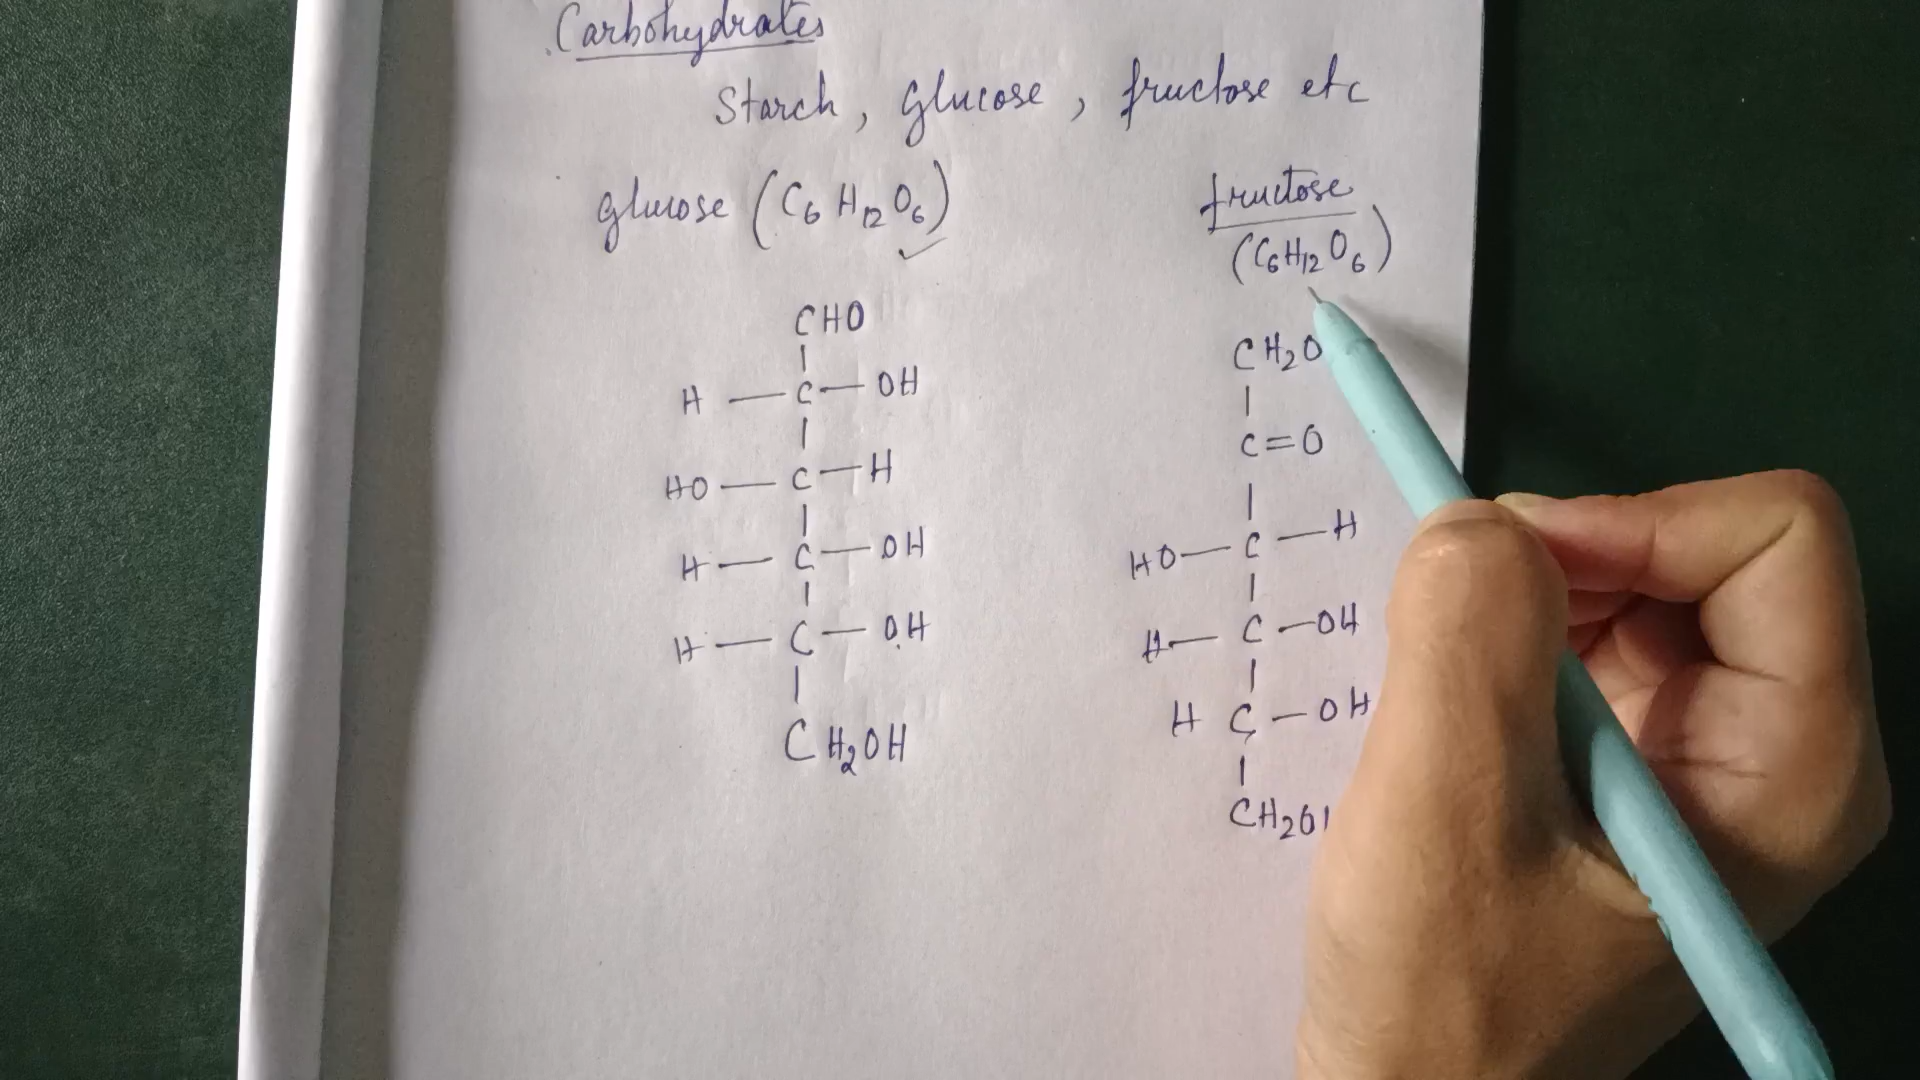 Carbohydrates
Starch, glucose, fructose etc
glucose (C6H12O6)
fructose
(C6H12O6)
CHO
H — C — OH
HO — C — H
H — C — OH
H — C — OH
CH2OH
CH2O
C=O
HO — C — H
H — C — OH
H C — OH
CH2O